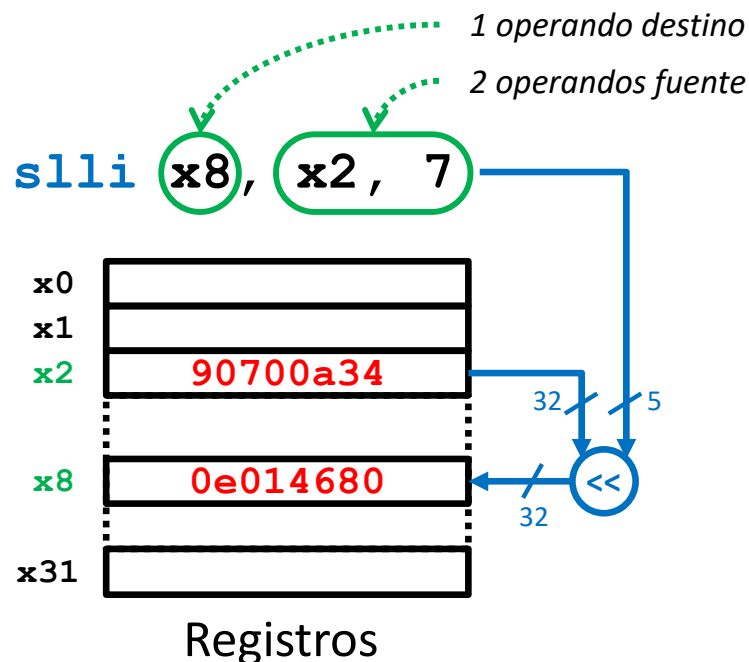 1 operando destino
2 operandos fuente
slli x8, x2, 7
x0
x1
x2 90700a34
32 5
x8 0e014680 <<
32
x31
Registros